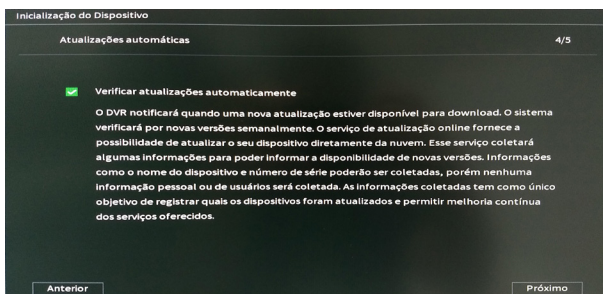 Inicialização do Dispositivo
Atualizações automáticas 4/5
Verificar atualizações automaticamente
O DVR notificará quando uma nova atualização estiver disponível para download. O sistema
verificará por novas versões semanalmente. O serviço de atualização online fornece a
possibilidade de atualizar o seu dispositivo diretamente da nuvem. Esse serviço coletará
algumas informações para poder informar a disponibilidade de novas versões. Informações
como o nome do dispositivo e número de série poderão ser coletadas, porém nenhuma
informação pessoal ou de usuários será coletada. As informações coletadas tem como único
objetivo de registrar quais os dispositivos foram atualizados e permitir melhoria contínua
dos serviços oferecidos.
Anterior Próximo